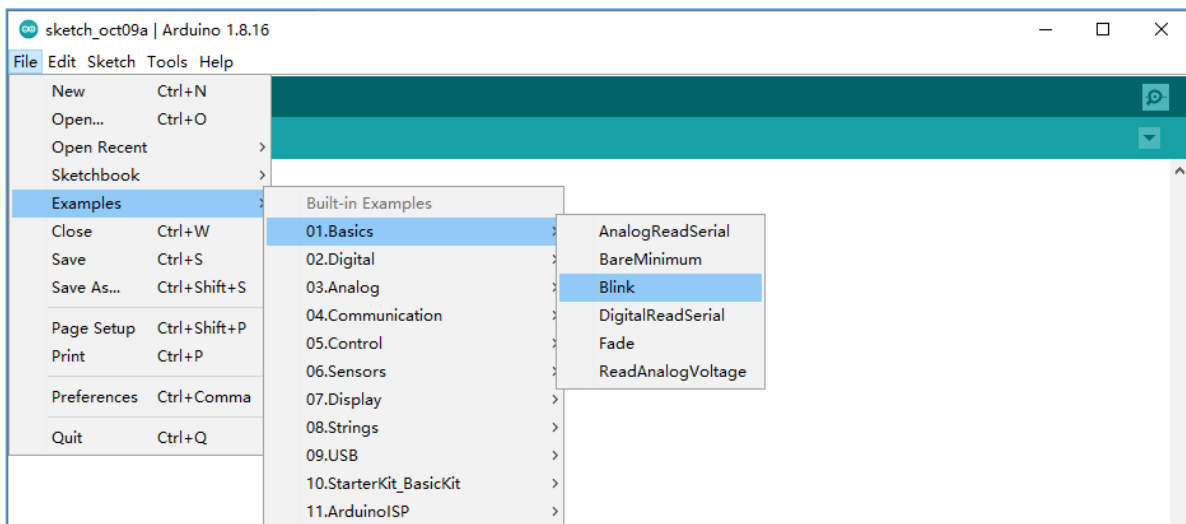 sketch_oct09a | Arduino 1.8.16
File Edit Sketch Tools Help
New Ctrl+N
Open... Ctrl+O
Open Recent
Sketchbook
Examples
Close Ctrl+W
Save Ctrl+S
Save As... Ctrl+Shift+S
Page Setup Ctrl+Shift+P
Print Ctrl+P
Preferences Ctrl+Comma
Quit Ctrl+Q
Built-in Examples
01.Basics
02.Digital
03.Analog
04.Communication
05.Control
06.Sensors
07.Display
08.Strings
09.USB
10.StarterKit_BasicKit
11.ArduinoISP
AnalogReadSerial
BareMinimum
Blink
DigitalReadSerial
Fade
ReadAnalogVoltage